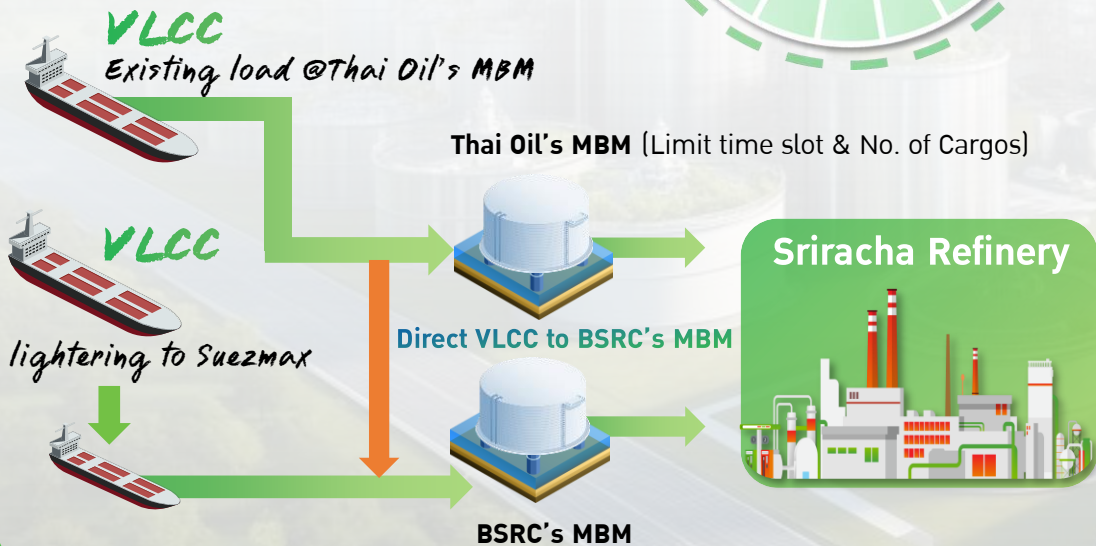 VLCC
Existing load @Thai Oil's MBM
Thai Oil's MBM (Limit time slot & No. of Cargos)
VLCC
lightering to Suezmax
Sriracha Refinery
Direct VLCC to BSRC's MBM
BSRC's MBM